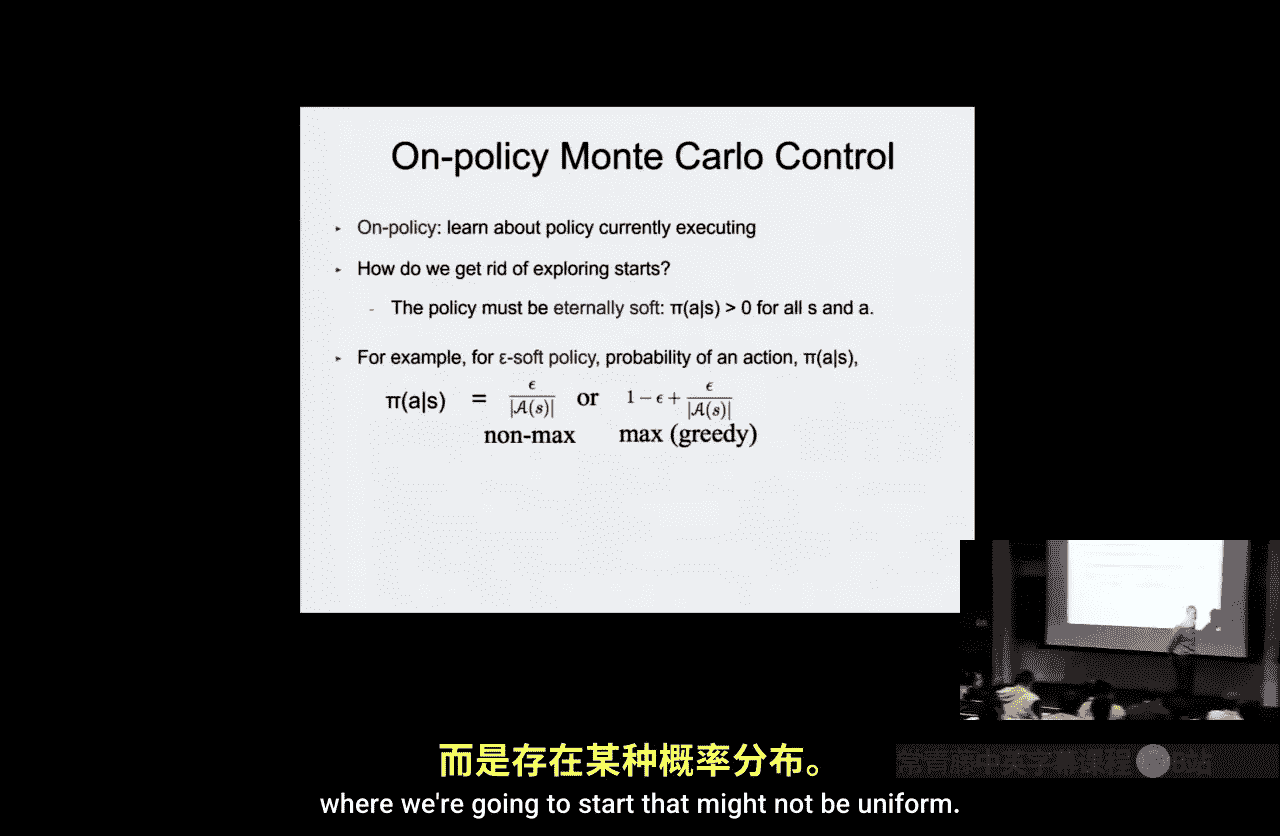 On-policy Monte Carlo Control
‣ On-policy: learn about policy currently executing
‣ How do we get rid of exploring starts?
- The policy must be eternally soft: π(a|s) > 0 for all s and a.
‣ For example, for ε-soft policy, probability of an action, π(a|s),
π(a|s) = ϵ/|𝒜(s)| or 1 − ϵ + ϵ/|𝒜(s)|
non-max max (greedy)
而是存在某种概率分布。
where we're going to start that might not be uniform.